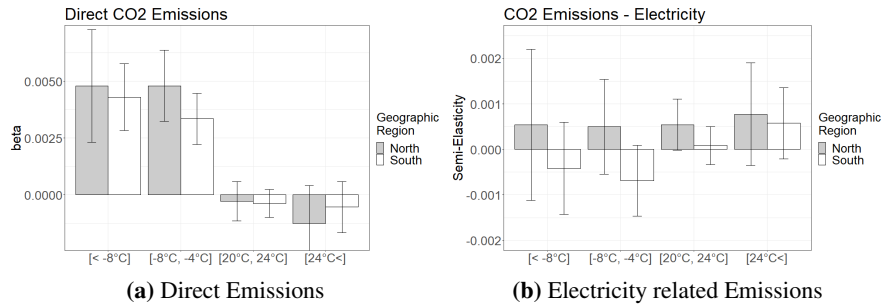 Direct CO2 Emissions
beta
0.0050
0.0025
0.0000
[< -8°C]
[-8°C, -4°C]
[20°C, 24°C]
[24°C<]
Geographic
Region
North
South
(a) Direct Emissions
CO2 Emissions - Electricity
Semi-Elasticity
0.002
0.001
0.000
-0.001
-0.002
[< -8°C]
[-8°C, -4°C]
[20°C, 24°C]
[24°C<]
Geographic
Region
North
South
(b) Electricity related Emissions